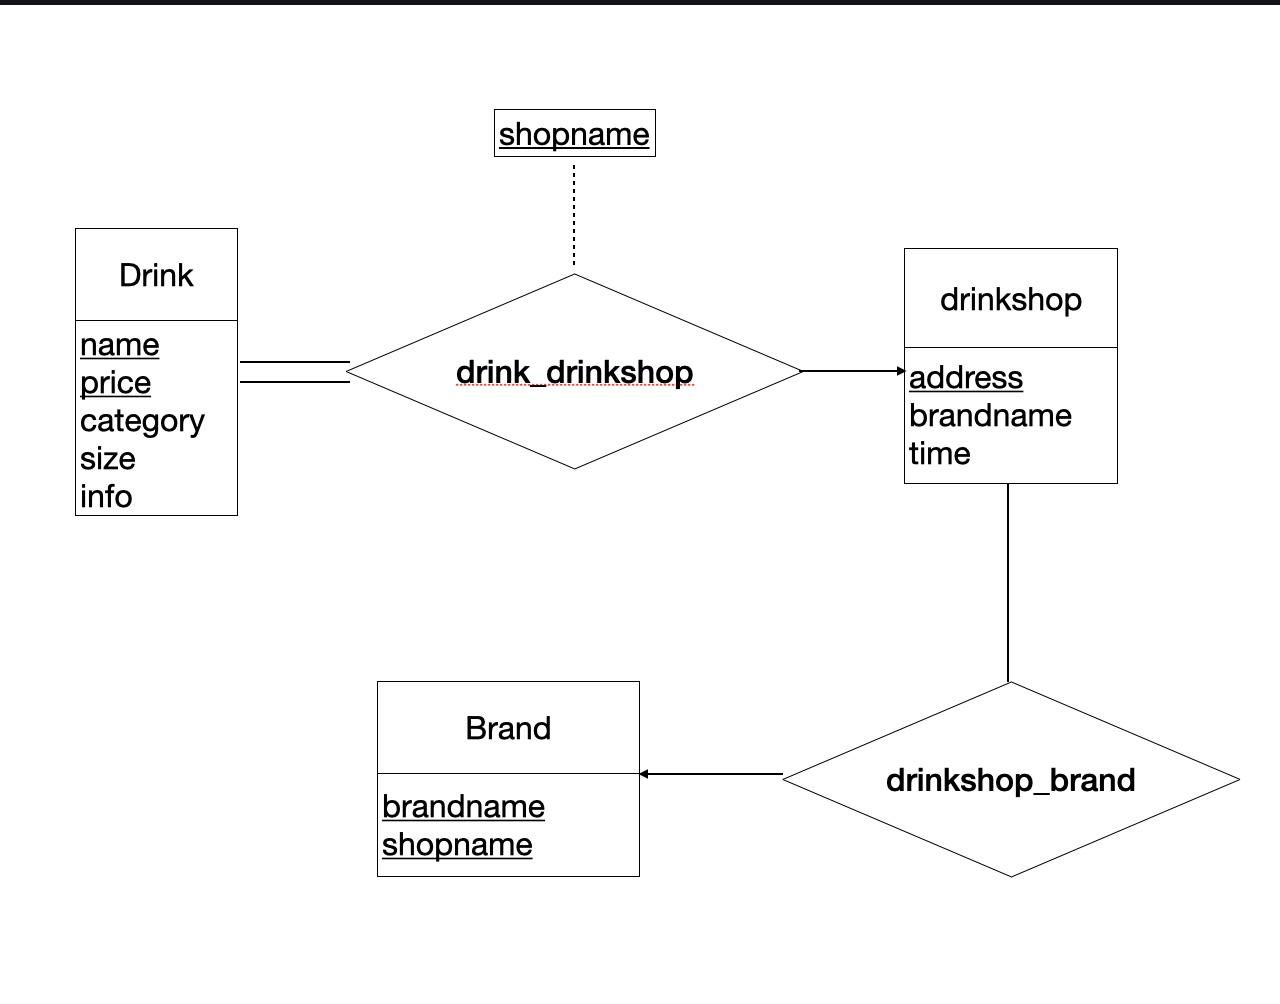 shopname
Drink
name
price
category
size
info
drink_drinkshop
drinkshop
address
brandname
time
Brand
brandname
shopname
drinkshop_brand